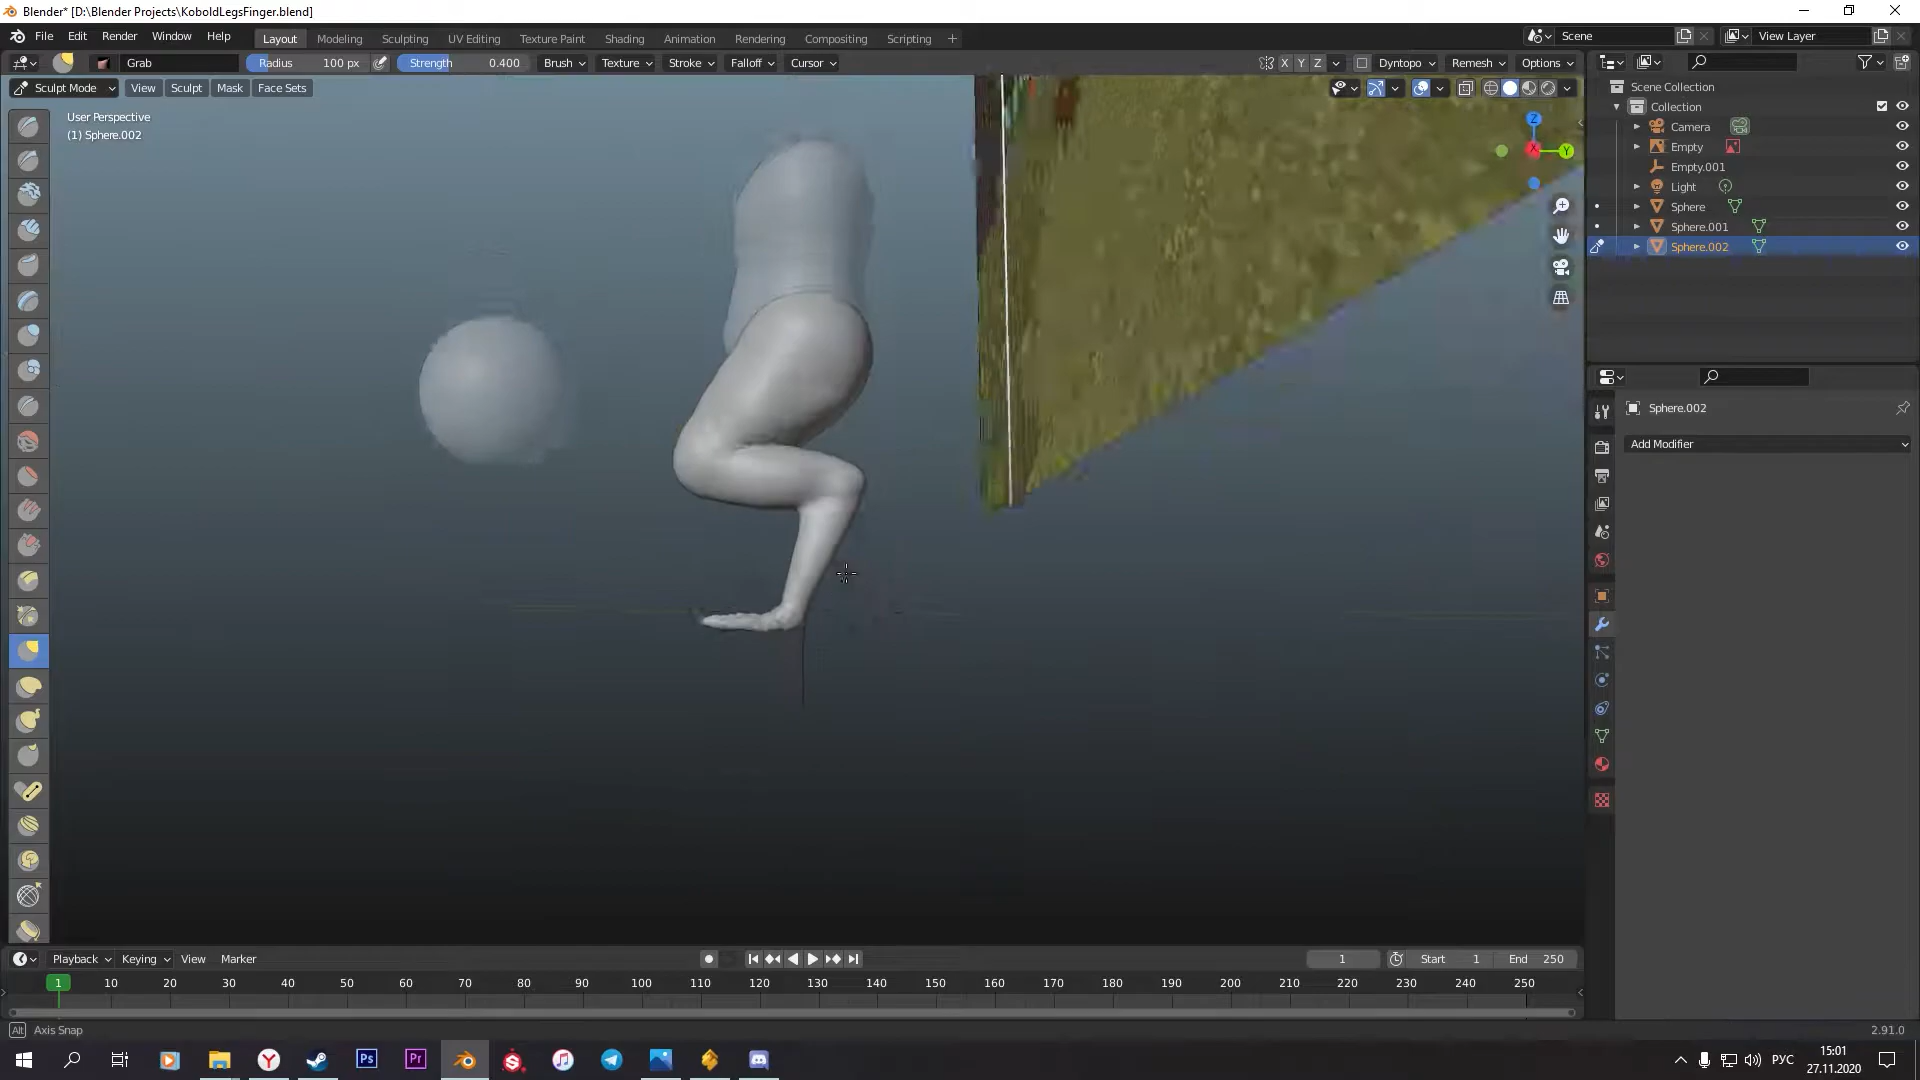 Blender* [D:\Blender Projects\KoboldLegsFinger.blend]
File Edit Render Window Help Layout Modeling Sculpting UV Editing Texture Paint Shading Animation Rendering Compositing Scripting + Scene View Layer
Grab Radius 100 px Strength 0.400 Brush Texture Stroke Falloff Cursor X Y Z Dyntopo Remesh Options
Sculpt Mode View Sculpt Mask Face Sets
User Perspective
(1) Sphere.002
Z
X
Y
Scene Collection
Collection
Camera
Empty
Empty.001
Light
Sphere
Sphere.001
Sphere.002
Sphere.002
Add Modifier
Playback Keying View Marker 1 Start 1 End 250
1 10 20 30 40 50 60 70 80 90 100 110 120 130 140 150 160 170 180 190 200 210 220 230 240 250
Alt Axis Snap 2.91.0
Ps Pr РУС 15:01
27.11.2020